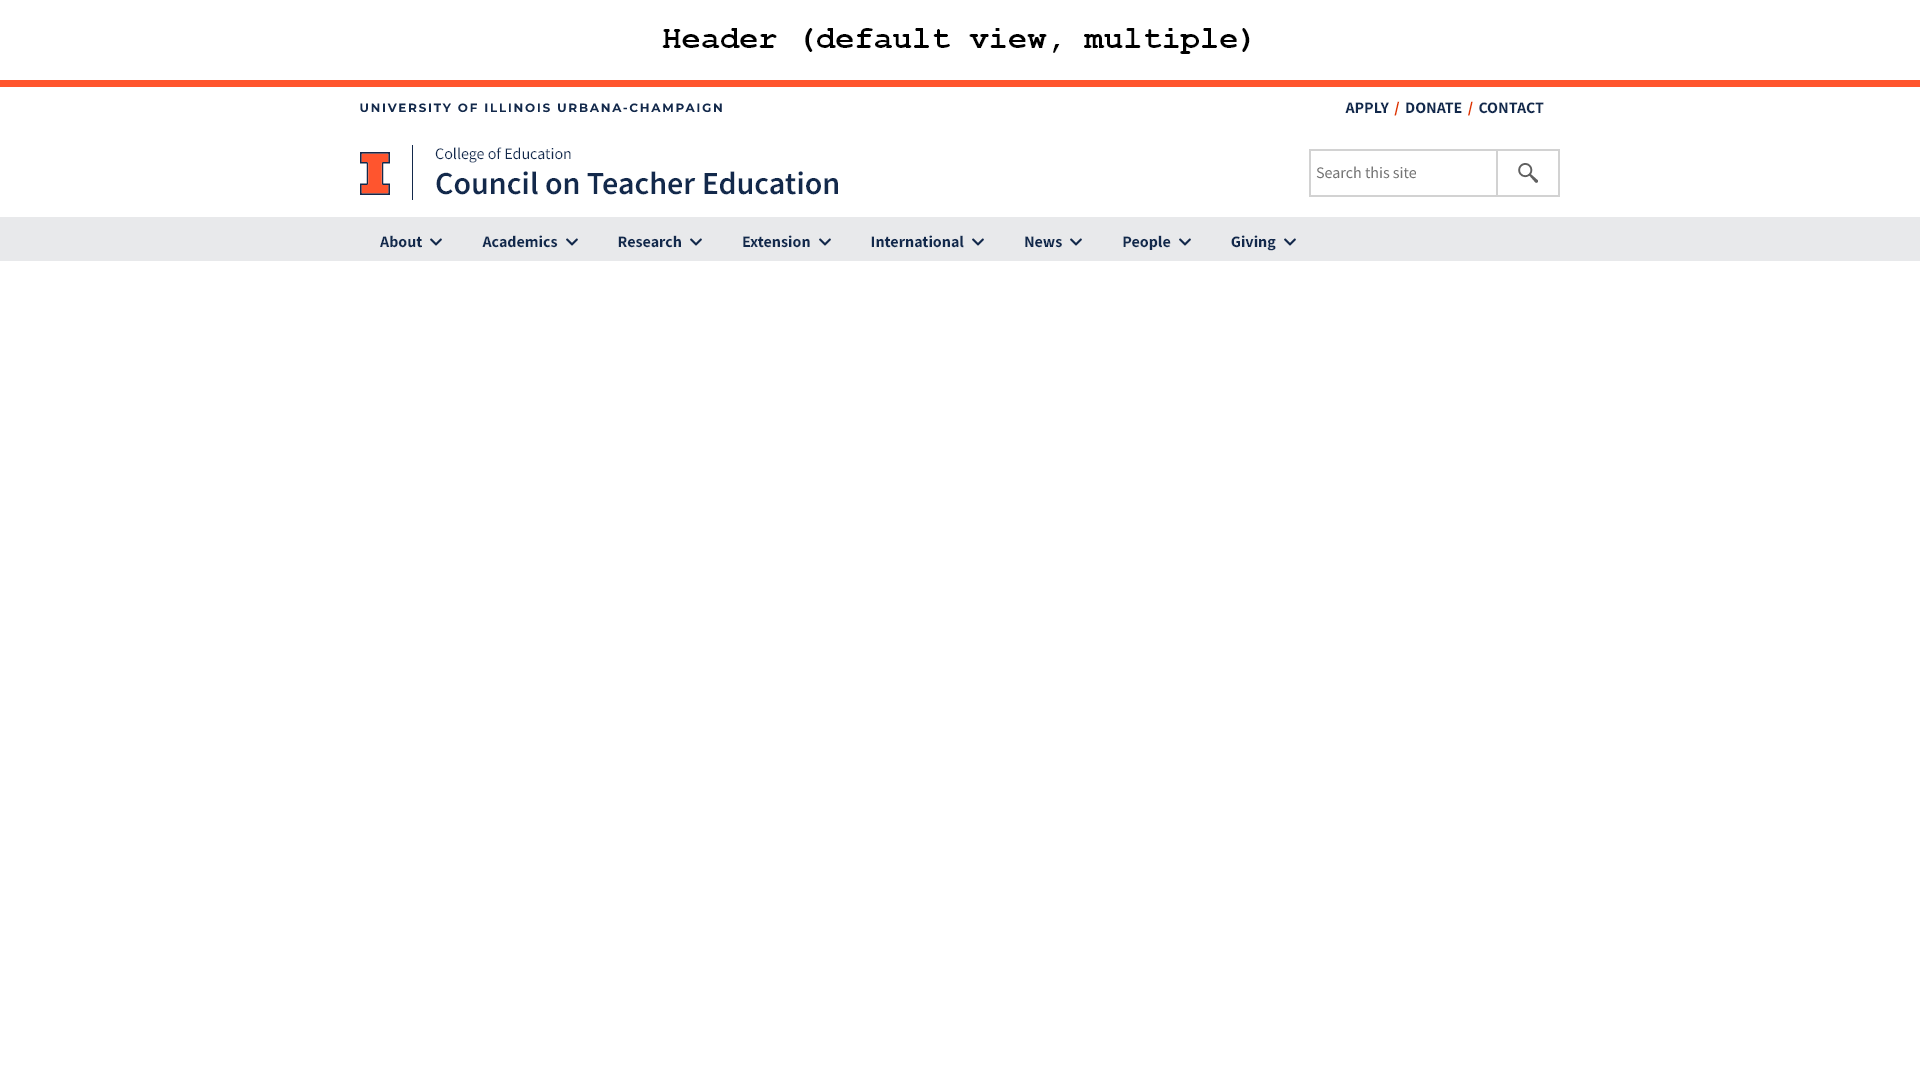 Header (default view, multiple)
UNIVERSITY OF ILLINOIS URBANA-CHAMPAIGN
APPLY / DONATE / CONTACT
College of Education
Council on Teacher Education
Search this site
About Academics Research Extension International News People Giving